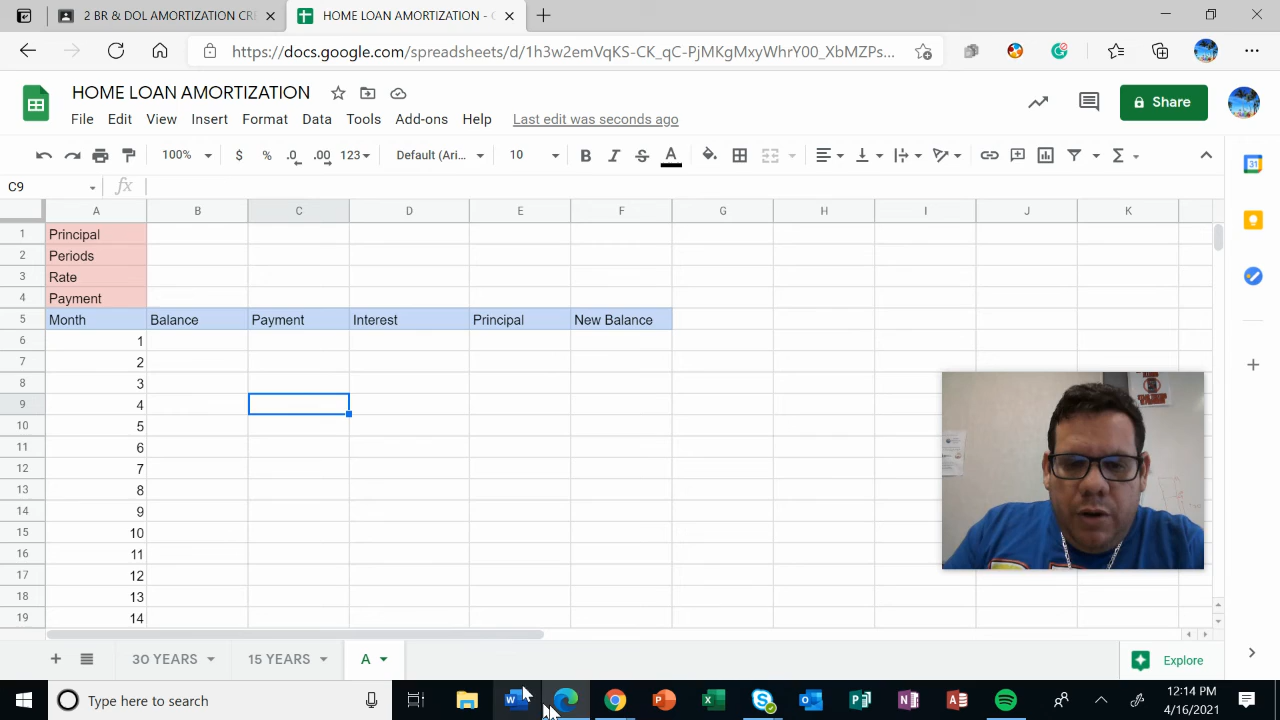 2 BR & DOL AMORTIZATION CR
HOME LOAN AMORTIZATION -
https://docs.google.com/spreadsheets/d/1h3w2emVqKS-CK_qC-PjMKgMxyWhrY00_XbMZPs...
HOME LOAN AMORTIZATION
File Edit View Insert Format Data Tools Add-ons Help Last edit was seconds ago
Share
100% $ % .0 .00 123 Default (Ari... 10 B I S A
C9 fx
A B C D E F G H I J K
1 Principal
2 Periods
3 Rate
4 Payment
5 Month Balance Payment Interest Principal New Balance
6 1
7 2
8 3
9 4
10 5
11 6
12 7
13 8
14 9
15 10
16 11
17 12
18 13
19 14
30 YEARS 15 YEARS A
Explore
Type here to search
12:14 PM
4/16/2021